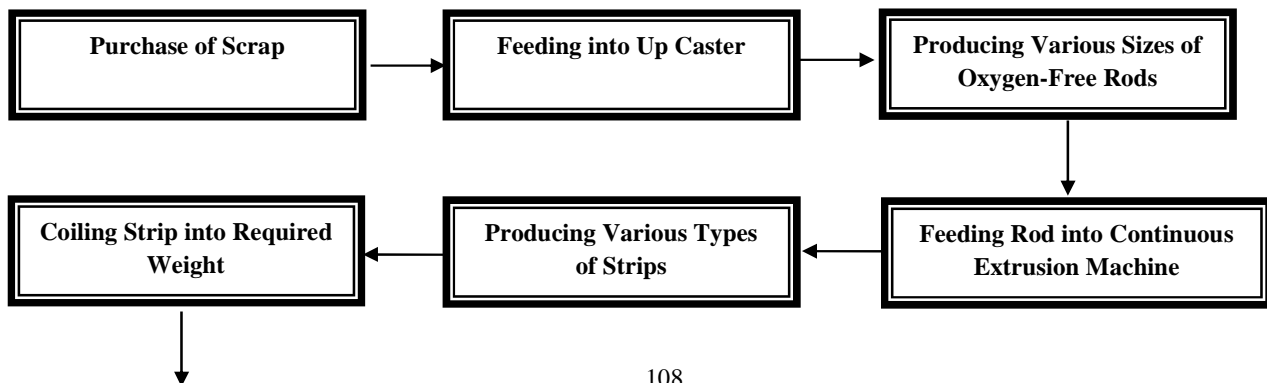 Purchase of Scrap
Feeding into Up Caster
Producing Various Sizes of
Oxygen-Free Rods
Feeding Rod into Continuous
Extrusion Machine
Producing Various Types
of Strips
Coiling Strip into Required
Weight
108